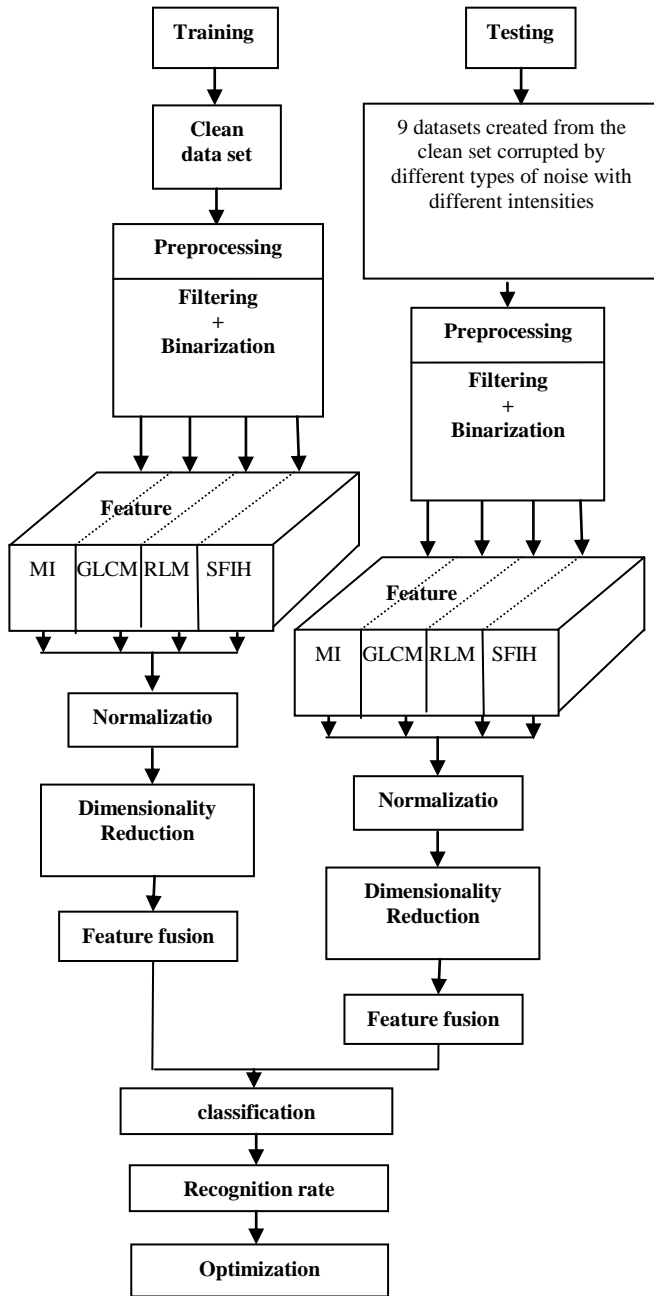 Training
Clean
data set
Preprocessing
Filtering
+
Binarization
Feature
MI GLCM RLM SFIH
Normalizatio
Dimensionality
Reduction
Feature fusion
Testing
9 datasets created from the
clean set corrupted by
different types of noise with
different intensities
Preprocessing
Filtering
+
Binarization
Feature
MI GLCM RLM SFIH
Normalizatio
Dimensionality
Reduction
Feature fusion
classification
Recognition rate
Optimization